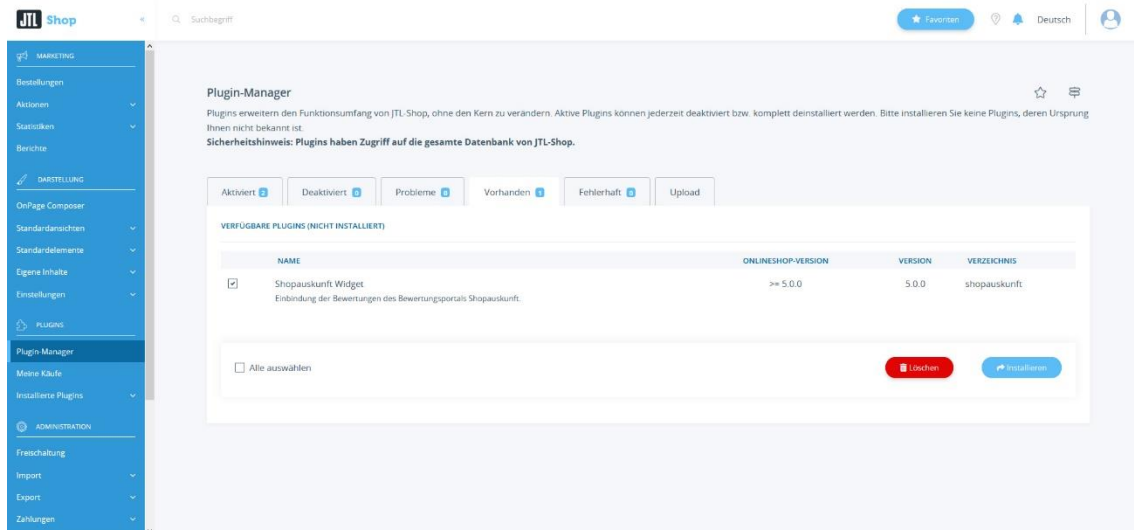 JTL Shop
Suchbegriff
Favoriten
Deutsch
MARKETING
Bestellungen
Aktionen
Statistiken
Berichte
DARSTELLUNG
OnPage Composer
Standardansichten
Standardelemente
Eigene Inhalte
Einstellungen
PLUGINS
Plugin-Manager
Meine Käufe
Installierte Plugins
ADMINISTRATION
Freischaltung
Import
Export
Zahlungen
Plugin-Manager
Plugins erweitern den Funktionsumfang von JTL-Shop, ohne den Kern zu verändern. Aktive Plugins können jederzeit deaktiviert bzw. komplett deinstalliert werden. Bitte installieren Sie keine Plugins, deren Ursprung
Ihnen nicht bekannt ist.
Sicherheitshinweis: Plugins haben Zugriff auf die gesamte Datenbank von JTL-Shop.
Aktiviert 2 Deaktiviert 0 Probleme 0 Vorhanden 1 Fehlerhaft 0 Upload
VERFÜGBARE PLUGINS (NICHT INSTALLIERT)
NAME ONLINESHOP-VERSION VERSION VERZEICHNIS
Shopauskunft Widget >= 5.0.0 5.0.0 shopauskunft
Einbindung der Bewertungen des Bewertungsportals Shopauskunft.
Alle auswählen Löschen Installieren